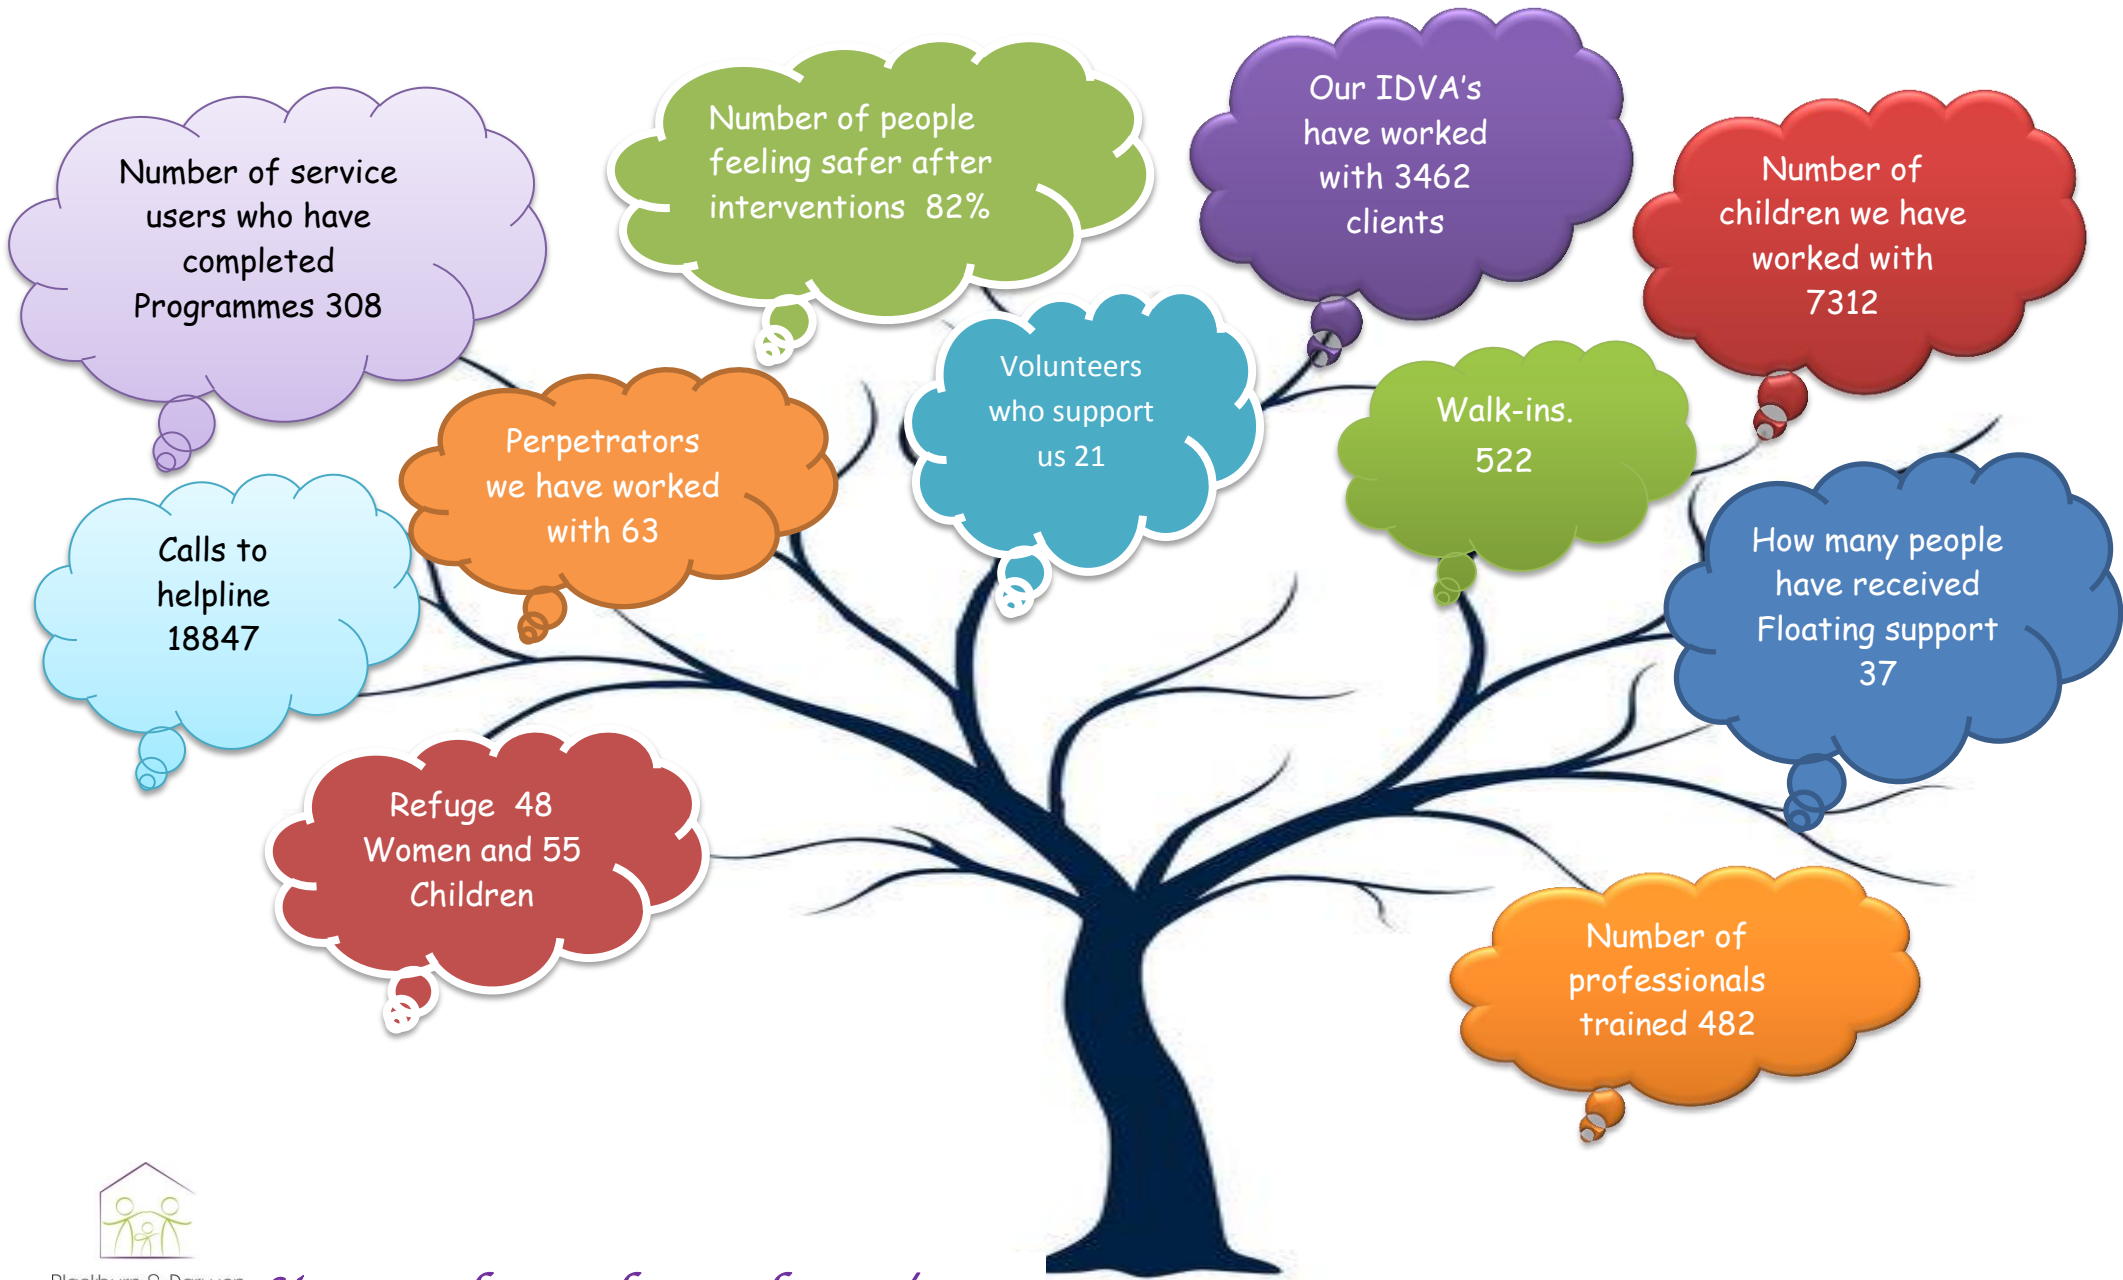 Number of service
users who have
completed
Programmes 308
Number of people
feeling safer after
interventions  82%
Our IDVA's
have worked
with 3462
clients
Number of
children we have
worked with
7312
Perpetrators
we have worked
with 63
Volunteers
who support
us 21
Walk-ins.
522
Calls to
helpline
18847
How many people
have received
Floating support
37
Refuge  48
Women and 55
Children
Number of
professionals
trained 482
Blackburn & Darwen